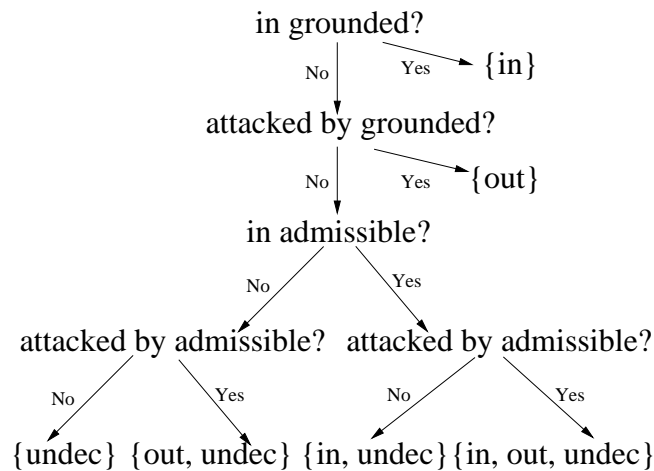 in grounded?
No Yes {in}
attacked by grounded?
No Yes {out}
in admissible?
No Yes
attacked by admissible? attacked by admissible?
No Yes No Yes
{undec} {out, undec} {in, undec} {in, out, undec}